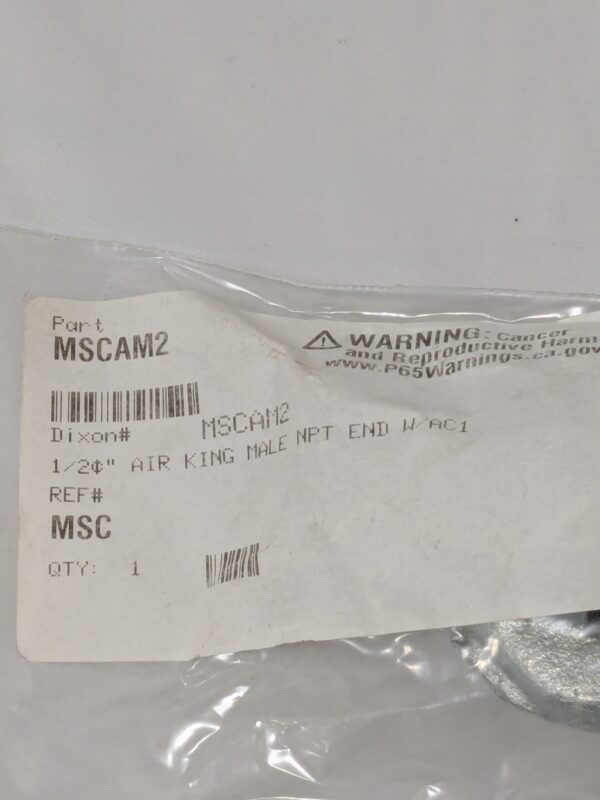 Part
MSCAM2
⚠ WARNING: Cancer
and Reproductive Harm
www.P65Warnings.ca.gov
Dixon# MSCAM2
1/2¢" AIR KING MALE NPT END W/AC1
REF#
MSC
QTY: 1